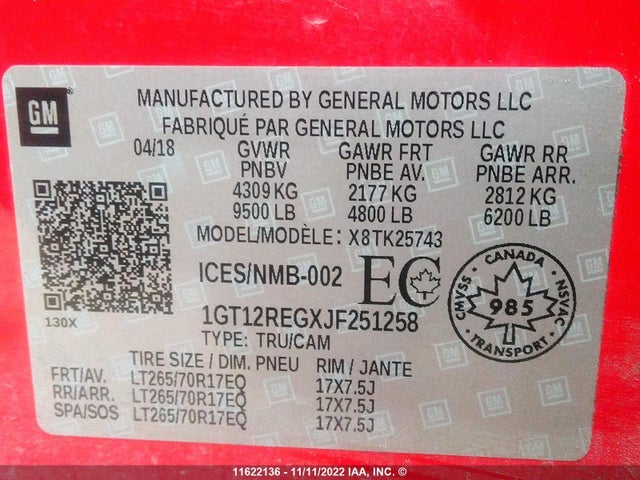 GM
MANUFACTURED BY GENERAL MOTORS LLC
FABRIQUÉ PAR GENERAL MOTORS LLC
04/18 GVWR GAWR FRT GAWR RR
PNBV PNBE AV. PNBE ARR.
4309 KG 2177 KG 2812 KG
9500 LB 4800 LB 6200 LB
MODEL/MODÈLE: X8TK25743
ICES/NMB-002 EC
CANADA
CMVSS 985 NSVAC
TRANSPORT
130X
1GT12REGXJF251258
TYPE: TRU/CAM
TIRE SIZE / DIM. PNEU RIM / JANTE
FRT/AV. LT265/70R17EQ 17X7.5J
RR/ARR. LT265/70R17EQ 17X7.5J
SPA/SOS LT265/70R17EQ 17X7.5J
11622136 - 11/11/2022 IAA, INC. ©